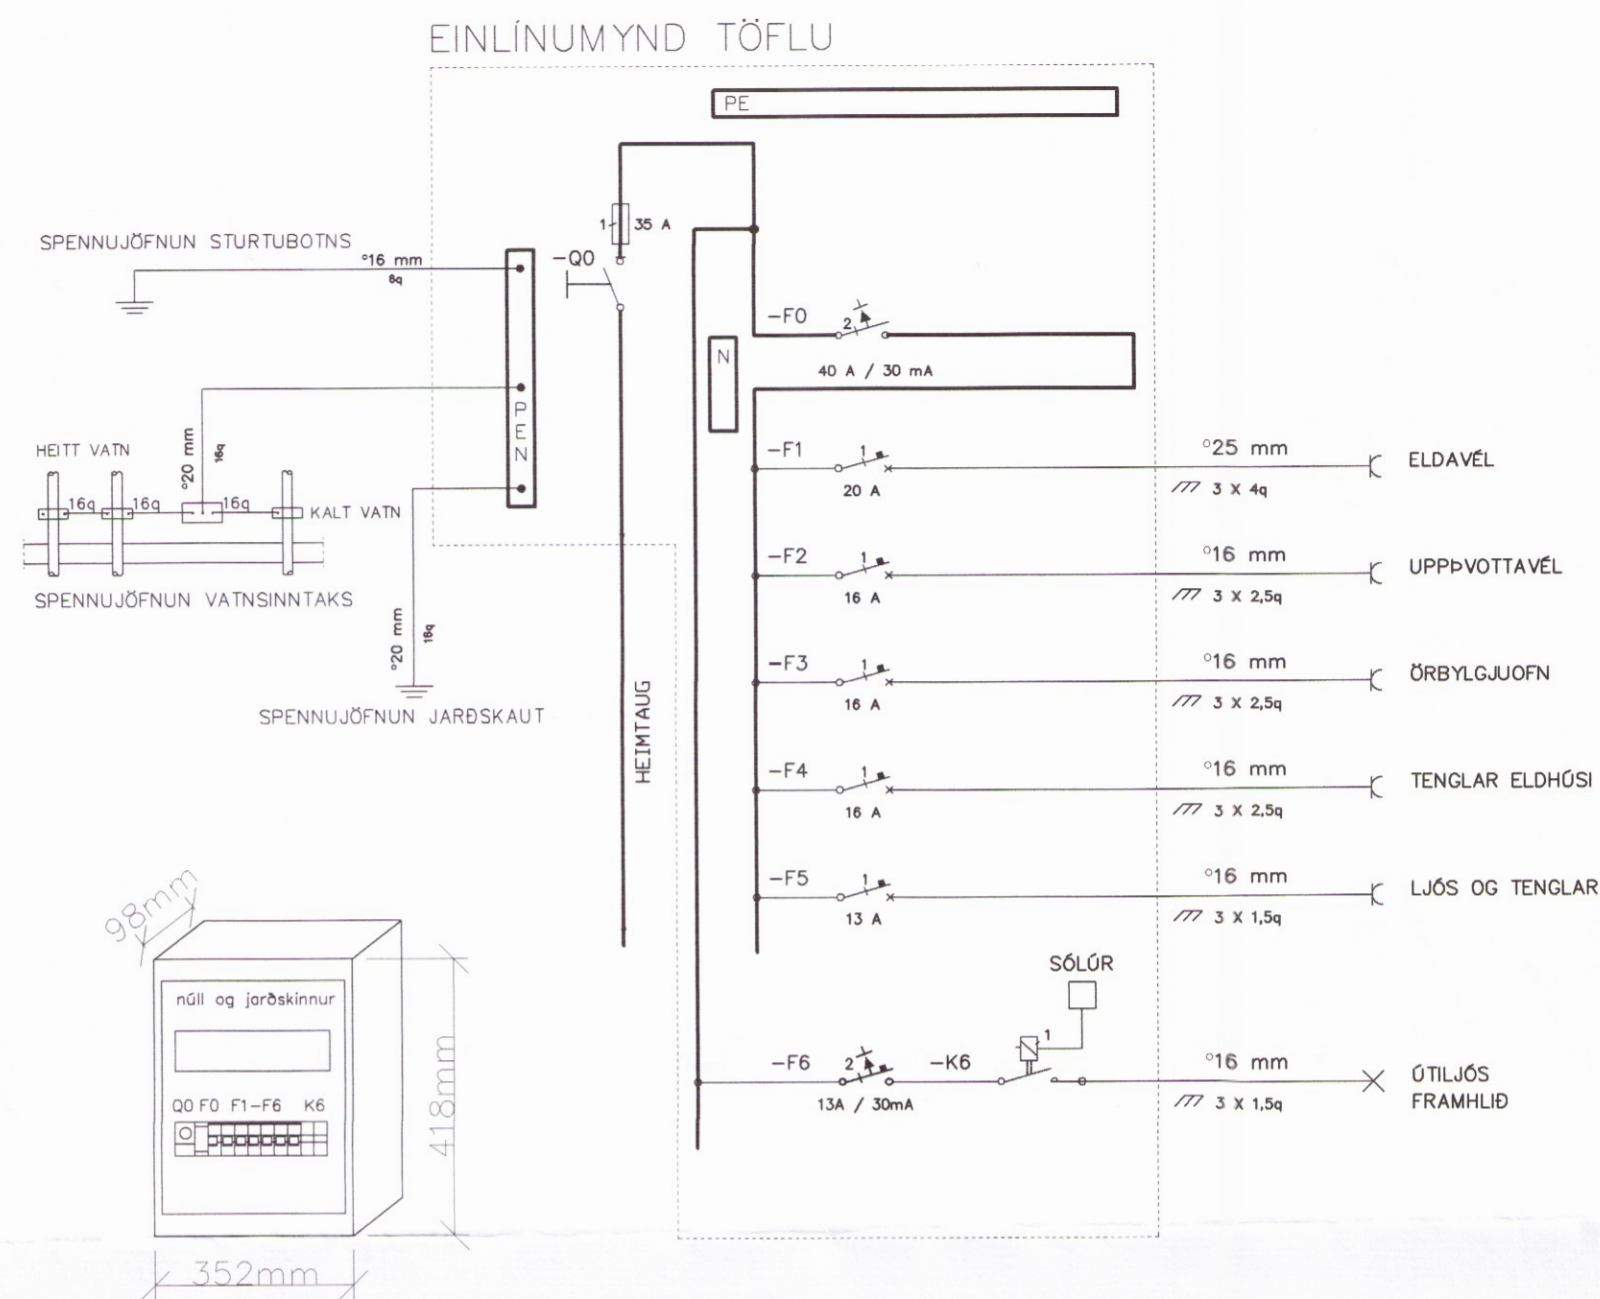 EINLÍNUMYND TÖFLU
PE
1 35 A
-Q0
SPENNUJÖFNUN STURTUBOTNS
°16 mm
6q
PEN
N
-F0
2
40 A / 30 mA
HEITT VATN
°20 mm
16q
16q 16q 16q
KALT VATN
SPENNUJÖFNUN VATNSINNTAKS
°20 mm
16q
SPENNUJÖFNUN JARÐSKAUT
HEIMTAUG
-F1 1 °25 mm ELDAVÉL
20 A 3 X 4q
-F2 1 °16 mm UPPÞVOTTAVÉL
16 A 3 X 2,5q
-F3 1 °16 mm ÖRBYLGJUOFN
16 A 3 X 2,5q
-F4 1 °16 mm TENGLAR ELDHÚSI
16 A 3 X 2,5q
-F5 1 °16 mm LJÓS OG TENGLAR
13 A 3 X 1,5q
SÓLÚR
1
-F6 2 -K6 °16 mm ÚTILJÓS
13A / 30mA 3 X 1,5q FRAMHLIÐ
98mm
núll og jarðskinnur
Q0 F0 F1-F6 K6
418mm
352mm